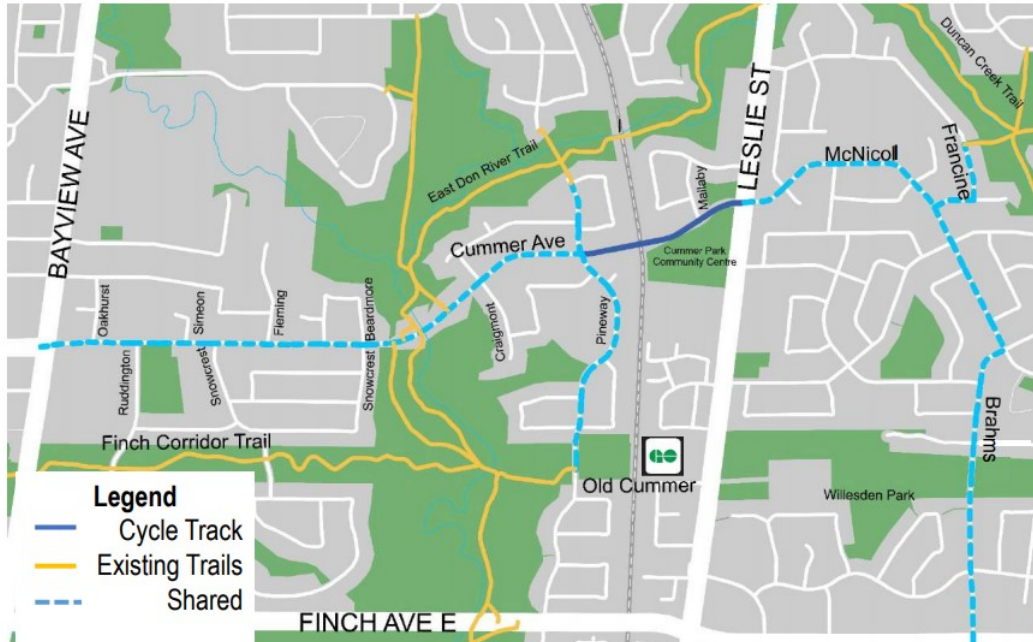 Duncan Creek Trail
BAYVIEW AVE
LESLIE ST
McNicoll
Francine
East Don River Trail
Mallaby
Cummer Ave
Cummer Park
Community Centre
Oakhurst
Simeon
Fleming
Beardmore
Craigmont
Pineway
Ruddington
Snowcrest
Snowcrest
Brahms
Finch Corridor Trail
GO
Old Cummer
Willesden Park
Legend
Cycle Track
Existing Trails
Shared
FINCH AVE E